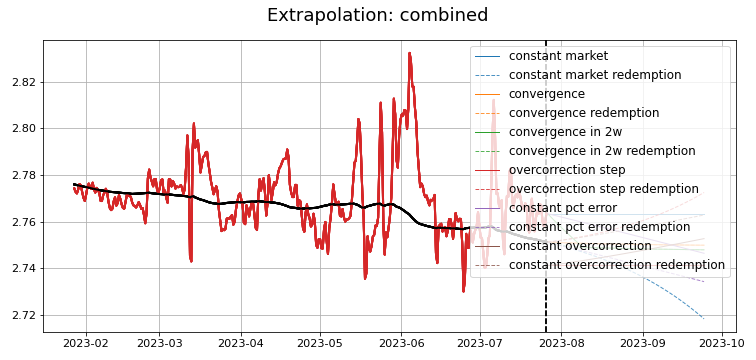 Extrapolation: combined
2.82
2.80
2.78
2.76
2.74
2.72
constant market
constant market redemption
convergence
convergence redemption
convergence in 2w
convergence in 2w redemption
overcorrection step
overcorrection step redemption
constant pct error
constant pct error redemption
constant overcorrection
constant overcorrection redemption
2023-02
2023-03
2023-04
2023-05
2023-06
2023-07
2023-08
2023-09
2023-10